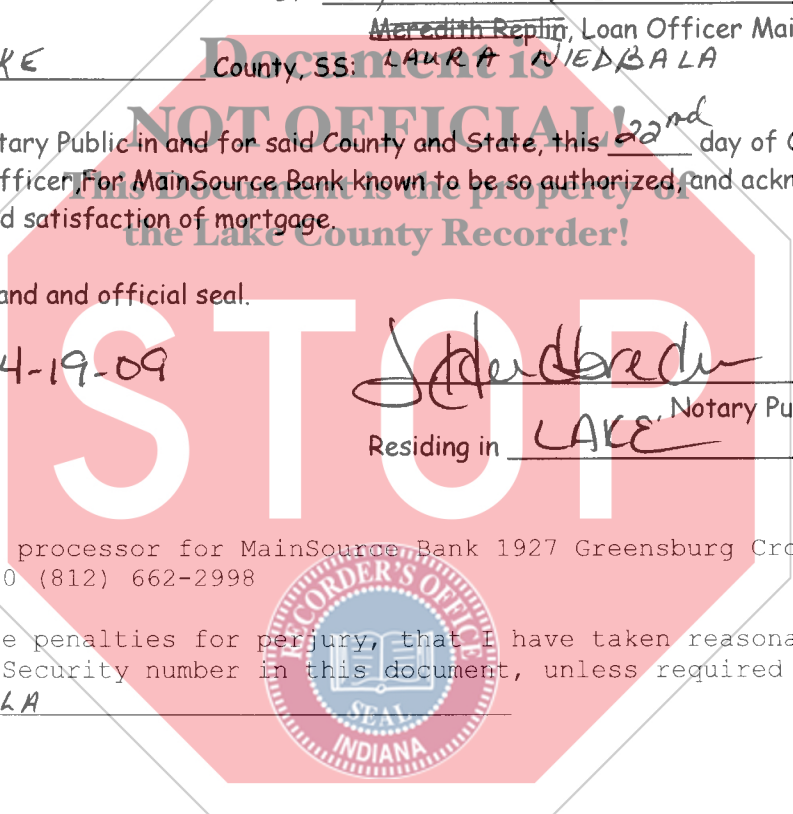 Meredith Replin, Loan Officer Mai
KE County, SS: LAURA NIEDBALA
Document is
NOT OFFICIAL!
This Document is the property of
the Lake County Recorder!
tary Public in and for said County and State, this 22nd day of
fficer,For MainSource Bank known to be so authorized, and ackn
d satisfaction of mortgage.
and and official seal.
STOP
4-19-09
Notary Pu
Residing in LAKE
processor for MainSource Bank 1927 Greensburg Cro
0 (812) 662-2998
e penalties for perjury, that I have taken reasona
Security number in this document, unless required
LA
RECORDER'S OFFICE
SEAL
INDIANA